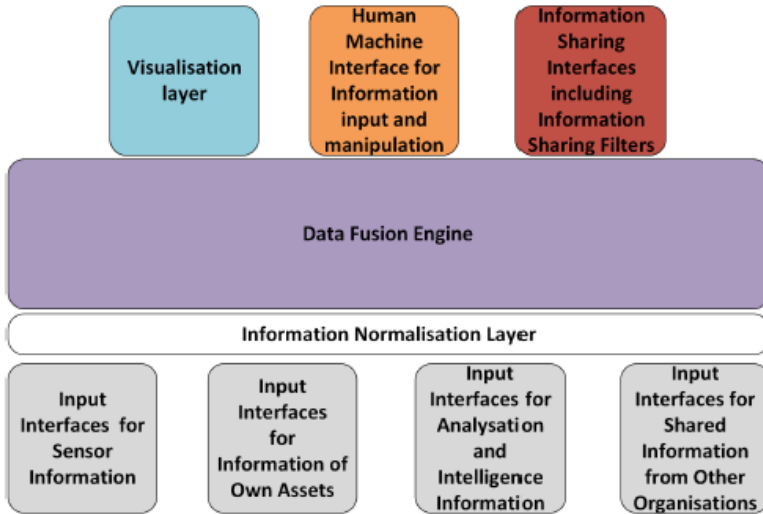 Visualisation
layer
Human
Machine
Interface for
Information
input and
manipulation
Information
Sharing
Interfaces
including
Information
Sharing Filters
Data Fusion Engine
Information Normalisation Layer
Input
Interfaces for
Sensor
Information
Input
Interfaces
for
Information of
Own Assets
Input
Interfaces for
Analysation
and
Intelligence
Information
Input
Interfaces for
Shared
Information
from Other
Organisations